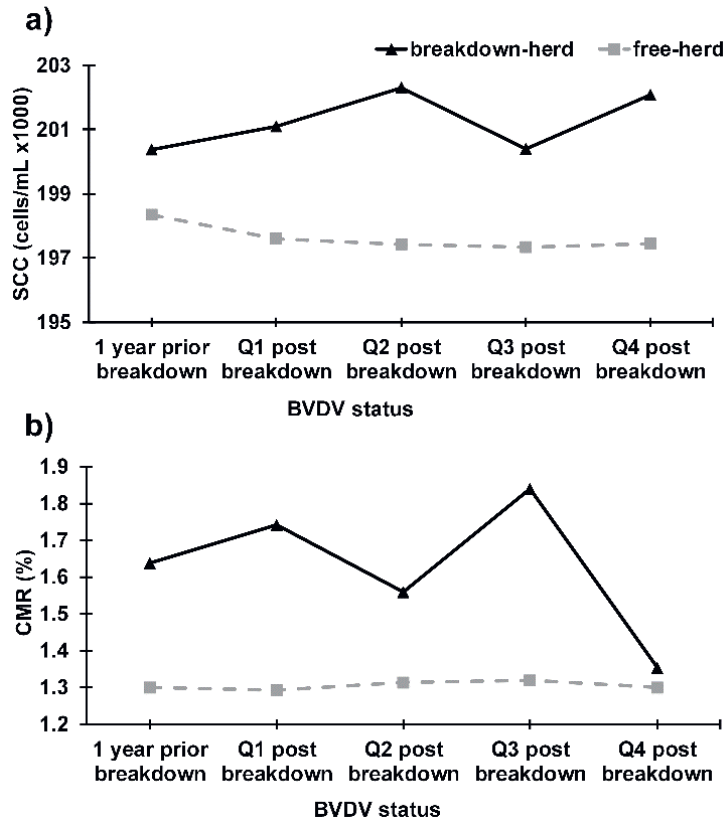 a)
breakdown-herd free-herd
203
201
199
197
195
SCC (cells/mL x1000)
1 year prior Q1 post Q2 post Q3 post Q4 post
breakdown breakdown breakdown breakdown breakdown
BVDV status
b)
1.9
1.8
1.7
1.6
1.5
1.4
1.3
1.2
CMR (%)
1 year prior Q1 post Q2 post Q3 post Q4 post
breakdown breakdown breakdown breakdown breakdown
BVDV status